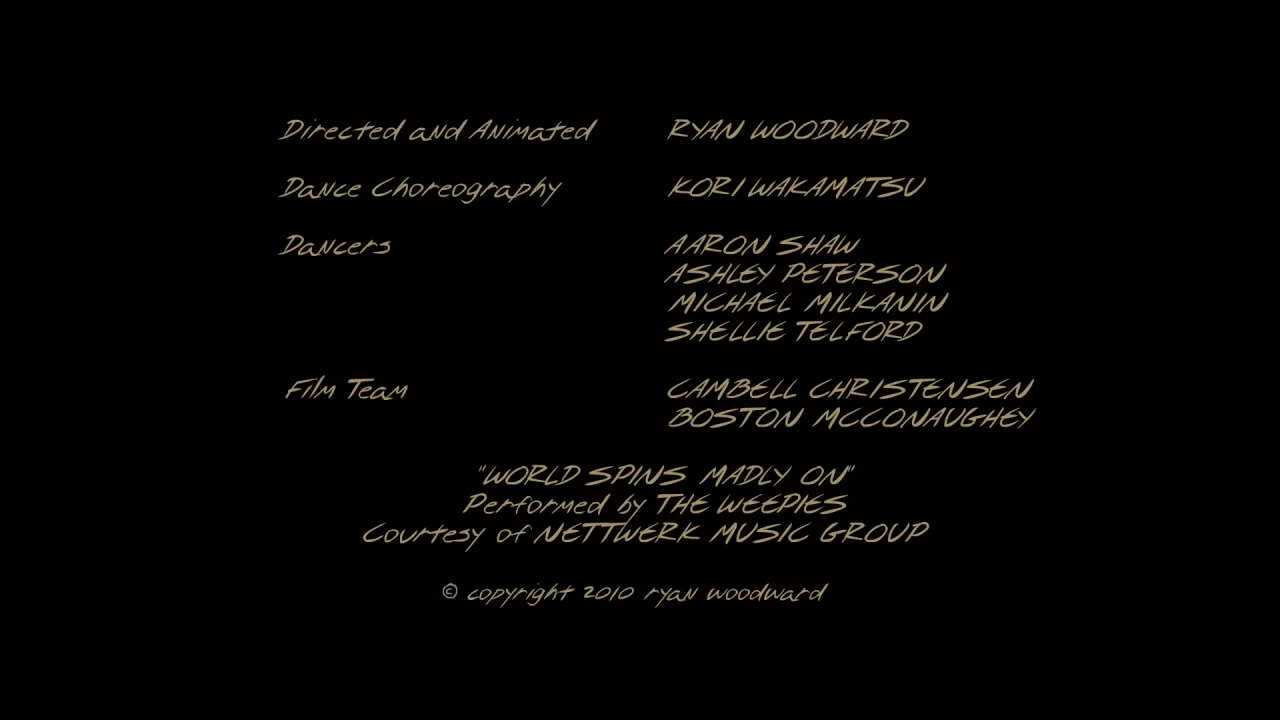 Directed and Animated RYAN WOODWARD
Dance Choreography KORI WAKAMATSU
Dancers AARON SHAW
ASHLEY PETERSON
MICHAEL MILKANIN
SHELLIE TELFORD
Film Team CAMBELL CHRISTENSEN
BOSTON MCCONAUGHEY
"WORLD SPINS MADLY ON"
Performed by THE WEEPIES
Courtesy of NETTWERK MUSIC GROUP
© copyright 2010 ryan woodward